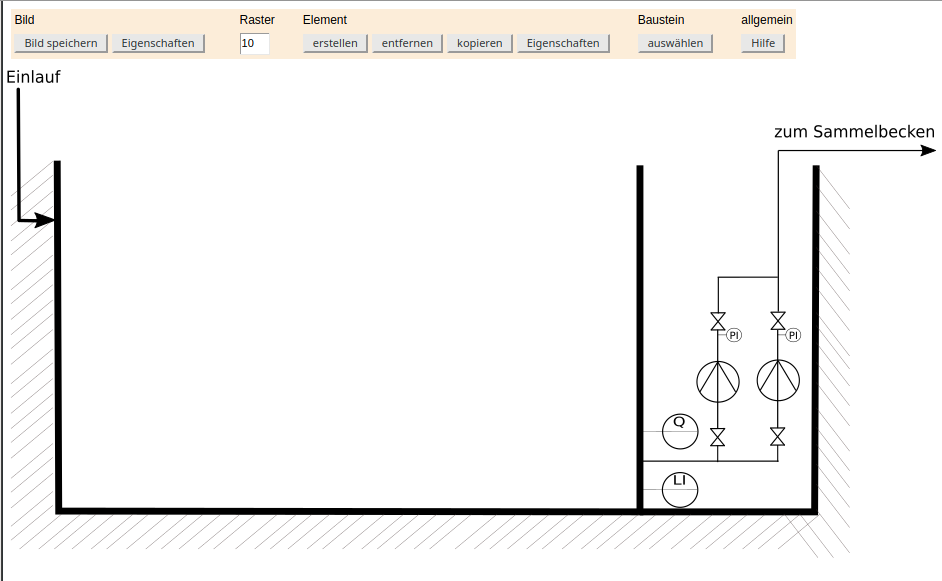 Bild Raster Element Baustein allgemein
Bild speichern Eigenschaften 10 erstellen entfernen kopieren Eigenschaften auswählen Hilfe
Einlauf
zum Sammelbecken
PI PI
Q
LI